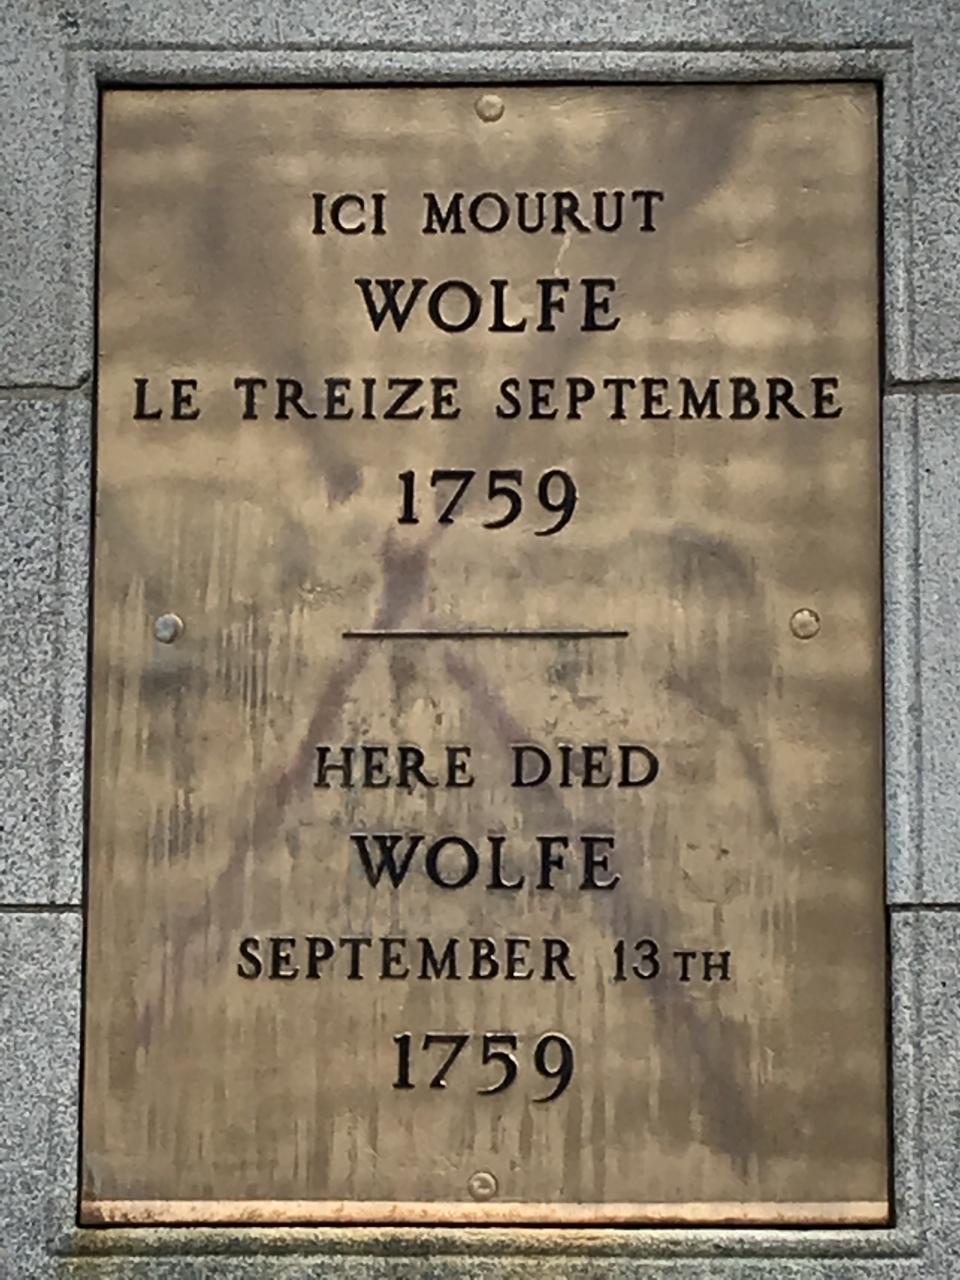 ICI MOURUT
WOLFE
LE TREIZE SEPTEMBRE
1759
HERE DIED
WOLFE
SEPTEMBER 13TH
1759